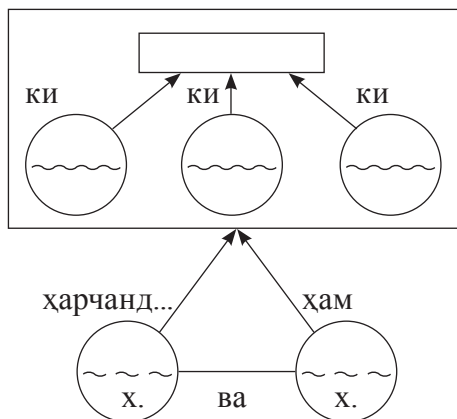 ки ки ки
ҳарчанд... ҳам
х. ва х.